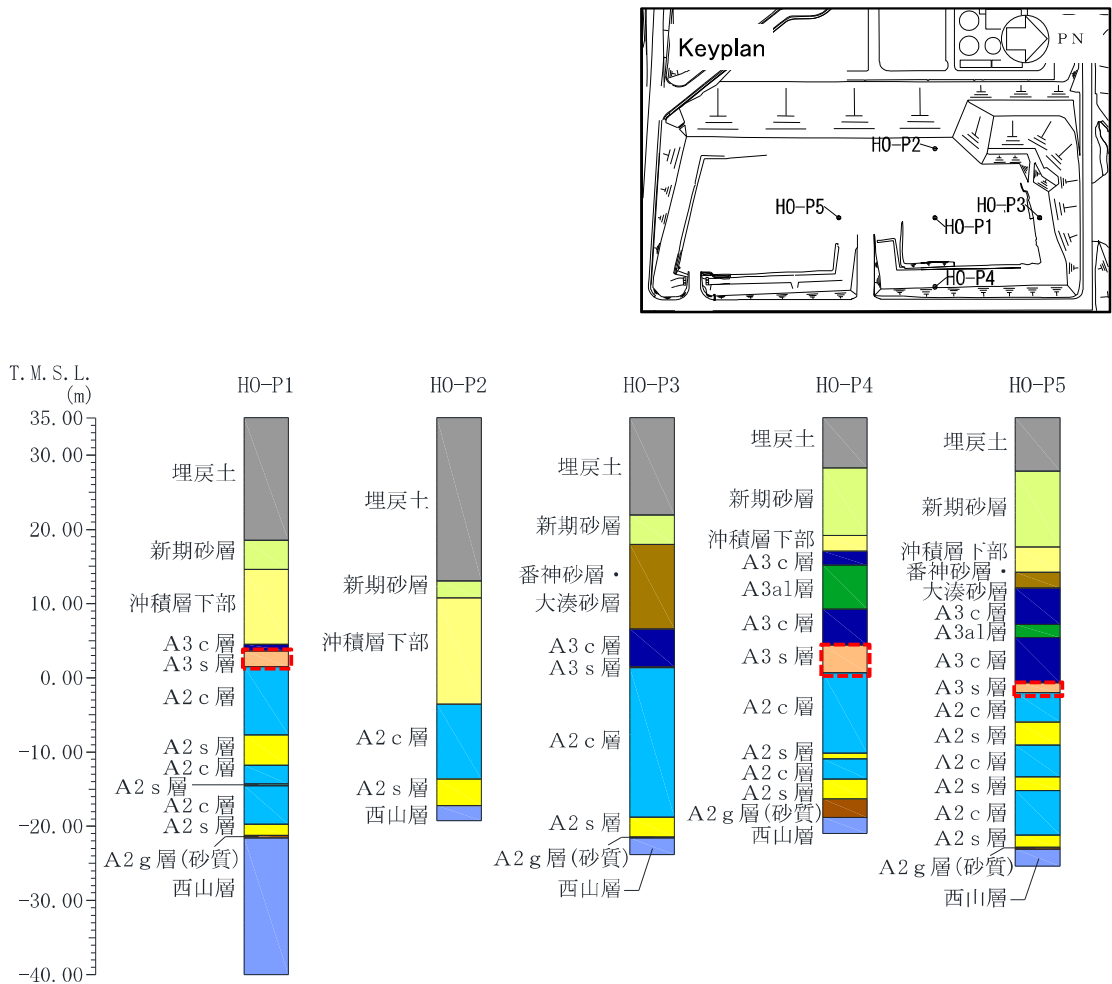 Keyplan
PN
HO-P2
HO-P5
HO-P3
HO-P1
HO-P4
T.M.S.L.
(m)
35.00
30.00
20.00
10.00
0.00
-10.00
-20.00
-30.00
-40.00
HO-P1
埋戻土
新期砂層
沖積層下部
A3c層
A3s層
A2c層
A2s層
A2c層
A2s層
A2c層
A2s層
A2g層(砂質)
西山層
HO-P2
埋戻土
新期砂層
沖積層下部
A2c層
A2s層
西山層
HO-P3
埋戻土
新期砂層
番神砂層・
大湊砂層
A3c層
A3s層
A2c層
A2s層
A2g層(砂質)
西山層
HO-P4
埋戻土
新期砂層
沖積層下部
A3c層
A3al層
A3c層
A3s層
A2c層
A2s層
A2c層
A2s層
A2g層(砂質)
西山層
HO-P5
埋戻土
新期砂層
沖積層下部
番神砂層・
大湊砂層
A3c層
A3al層
A3c層
A3s層
A2c層
A2s層
A2c層
A2s層
A2c層
A2s層
A2g層(砂質)
西山層